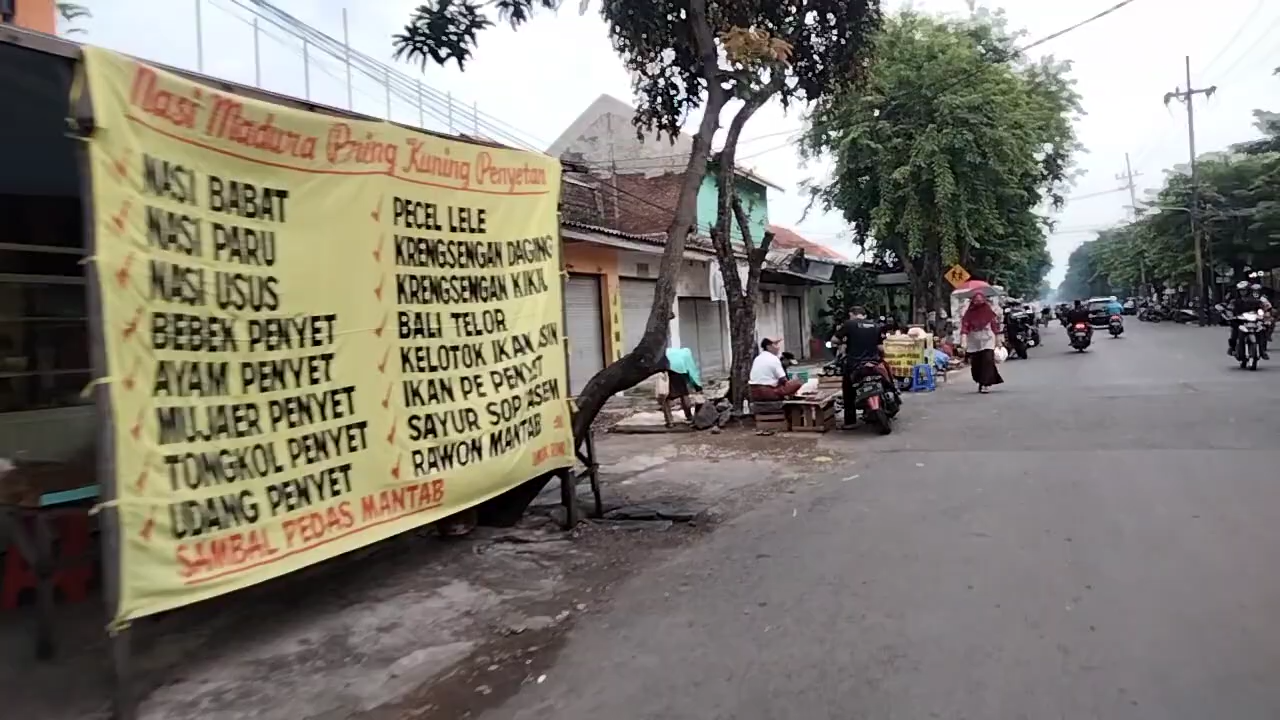 Nasi Madura Pring Kuning Penyetan
NASI BABAT
NASI PARU
NASI USUS
BEBEK PENYET
AYAM PENYET
MUJAER PENYET
TONGKOL PENYET
UDANG PENYET
PECEL LELE
KRENGSENGAN DAGING
KRENGSENGAN KIKIL
BALI TELOR
KELOTOK IKAN ASIN
IKAN PE PENYET
SAYUR SOP ASEM
RAWON MANTAB
SAMBAL PEDAS MANTAB